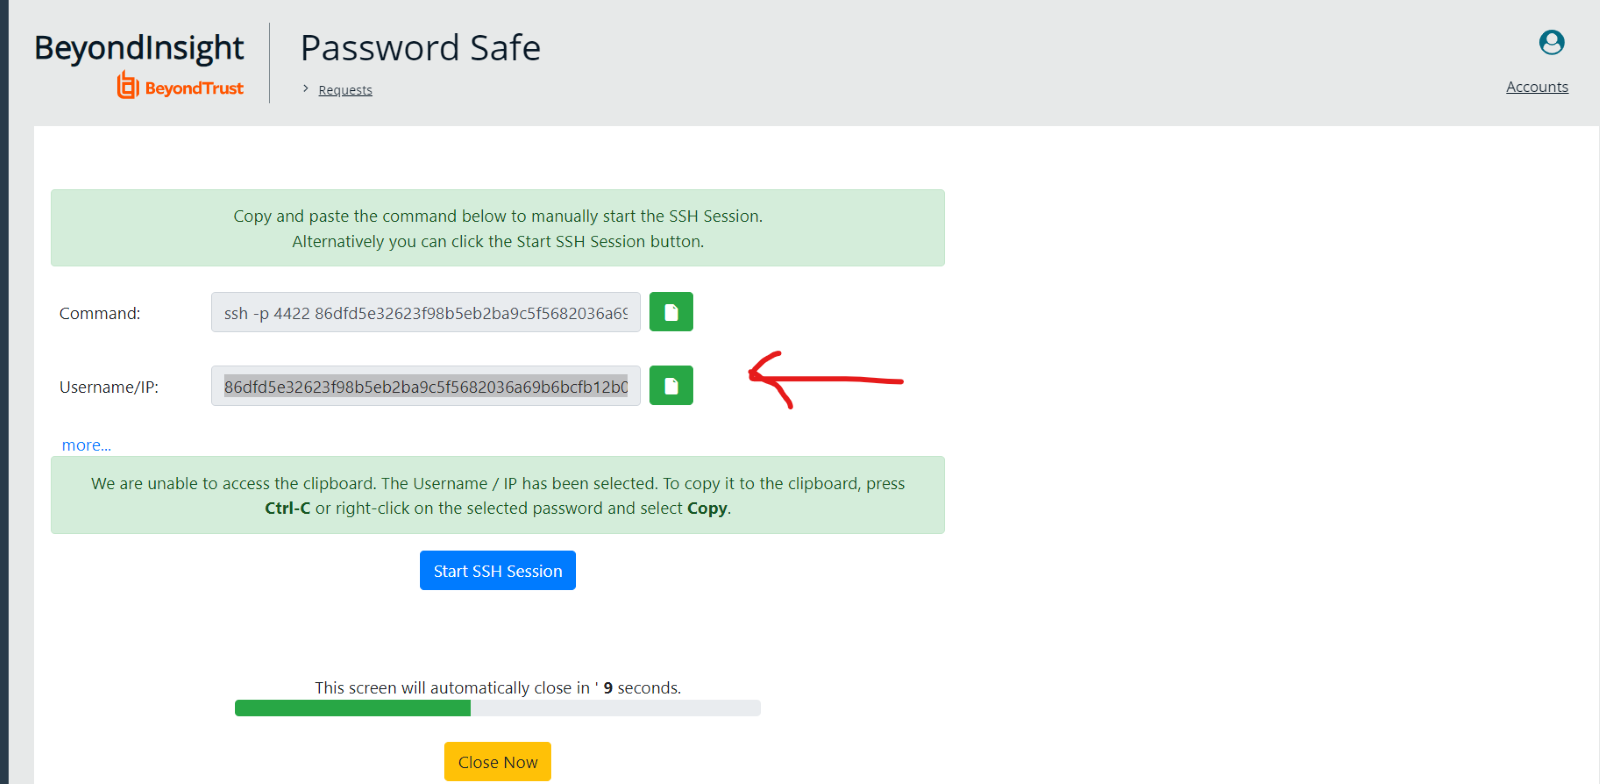 BeyondInsight
BeyondTrust
Password Safe
> Requests
Accounts
Copy and paste the command below to manually start the SSH Session.
Alternatively you can click the Start SSH Session button.
Command:
ssh -p 4422 86dfd5e32623f98b5eb2ba9c5f5682036a69
Username/IP:
86dfd5e32623f98b5eb2ba9c5f5682036a69b6bcfb12b0
more...
We are unable to access the clipboard. The Username / IP has been selected. To copy it to the clipboard, press
Ctrl-C or right-click on the selected password and select Copy.
Start SSH Session
This screen will automatically close in ' 9 seconds.
Close Now